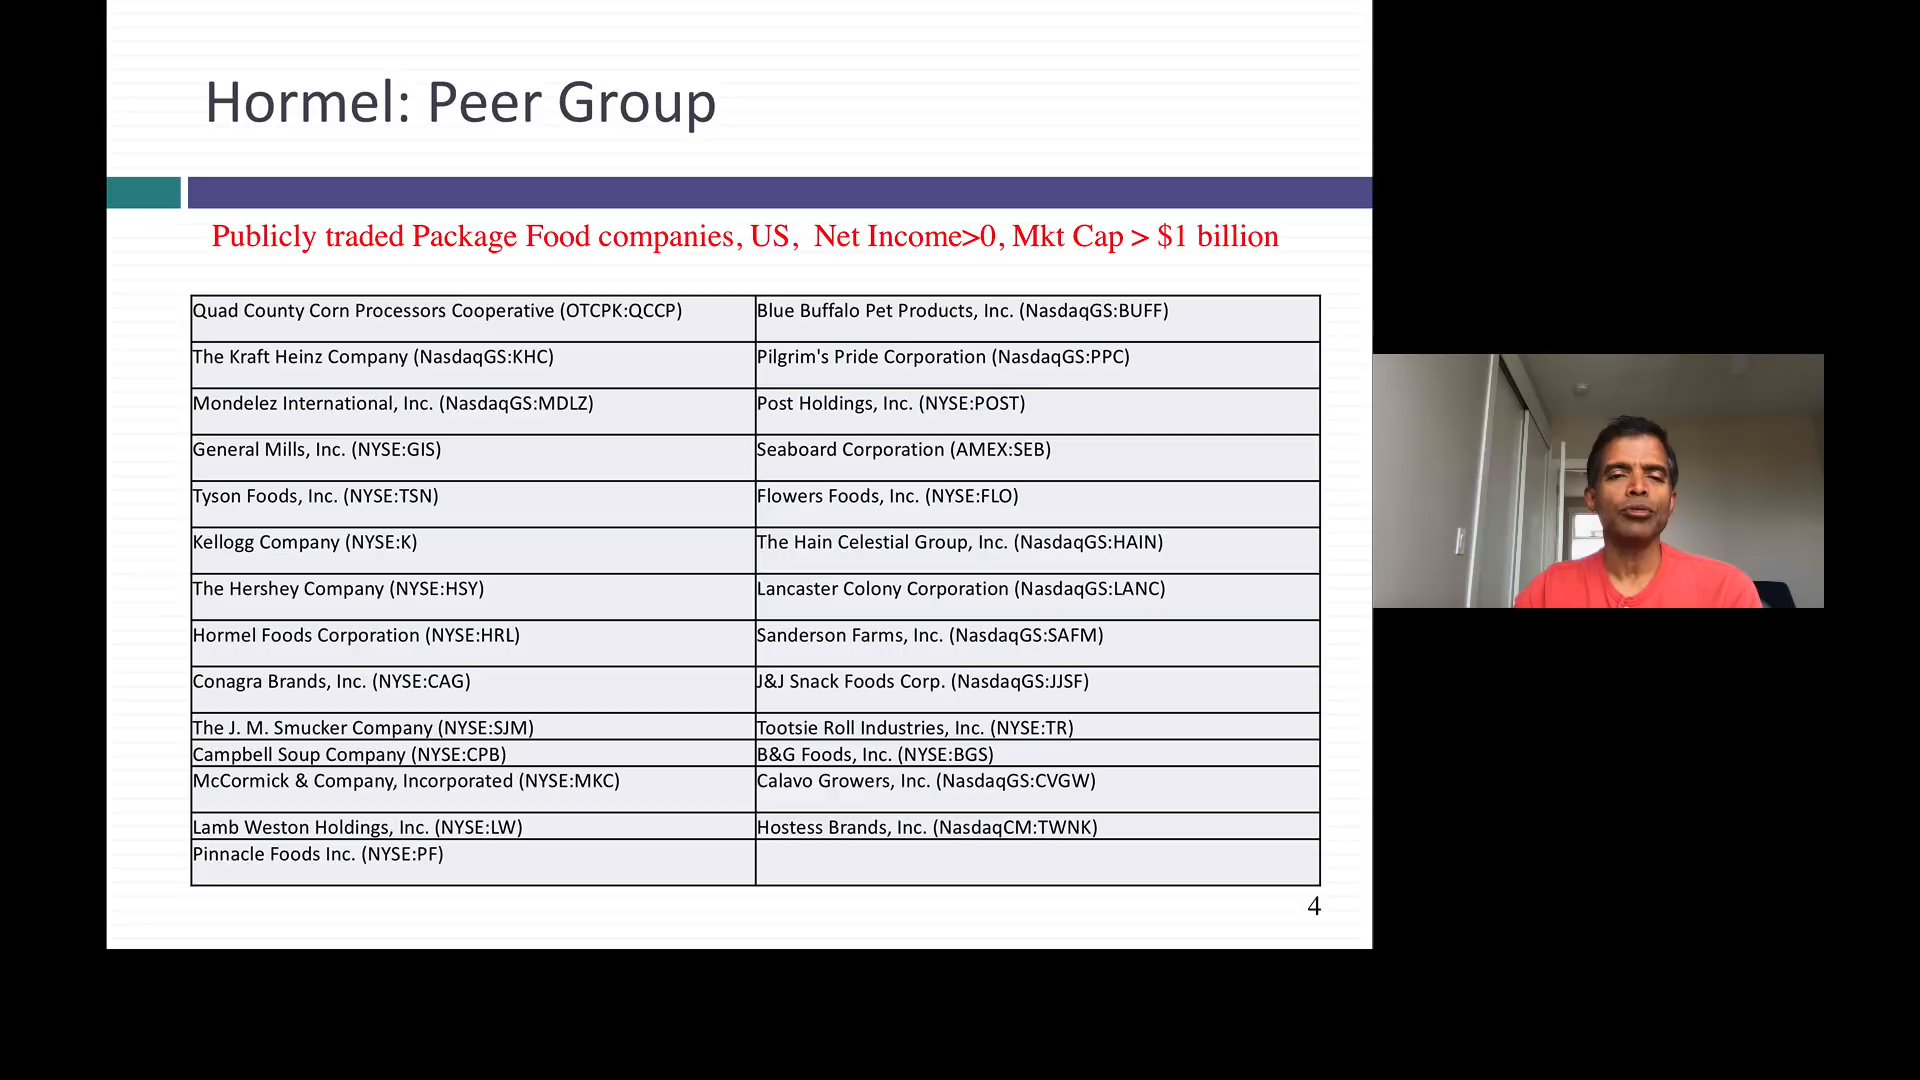 Hormel: Peer Group
Publicly traded Package Food companies, US, Net Income>0, Mkt Cap > $1 billion
Quad County Corn Processors Cooperative (OTCPK:QCCP)
Blue Buffalo Pet Products, Inc. (NasdaqGS:BUFF)
The Kraft Heinz Company (NasdaqGS:KHC)
Pilgrim's Pride Corporation (NasdaqGS:PPC)
Mondelez International, Inc. (NasdaqGS:MDLZ)
Post Holdings, Inc. (NYSE:POST)
General Mills, Inc. (NYSE:GIS)
Seaboard Corporation (AMEX:SEB)
Tyson Foods, Inc. (NYSE:TSN)
Flowers Foods, Inc. (NYSE:FLO)
Kellogg Company (NYSE:K)
The Hain Celestial Group, Inc. (NasdaqGS:HAIN)
The Hershey Company (NYSE:HSY)
Lancaster Colony Corporation (NasdaqGS:LANC)
Hormel Foods Corporation (NYSE:HRL)
Sanderson Farms, Inc. (NasdaqGS:SAFM)
Conagra Brands, Inc. (NYSE:CAG)
J&J Snack Foods Corp. (NasdaqGS:JJSF)
The J. M. Smucker Company (NYSE:SJM)
Tootsie Roll Industries, Inc. (NYSE:TR)
Campbell Soup Company (NYSE:CPB)
B&G Foods, Inc. (NYSE:BGS)
McCormick & Company, Incorporated (NYSE:MKC)
Calavo Growers, Inc. (NasdaqGS:CVGW)
Lamb Weston Holdings, Inc. (NYSE:LW)
Hostess Brands, Inc. (NasdaqCM:TWNK)
Pinnacle Foods Inc. (NYSE:PF)
4